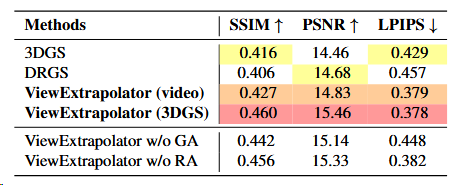 Methods SSIM ↑ PSNR ↑ LPIPS ↓
3DGS 0.416 14.46 0.429
DRGS 0.406 14.68 0.457
ViewExtrapolator (video) 0.427 14.83 0.379
ViewExtrapolator (3DGS) 0.460 15.46 0.378
ViewExtrapolator w/o GA 0.442 15.14 0.448
ViewExtrapolator w/o RA 0.456 15.33 0.382